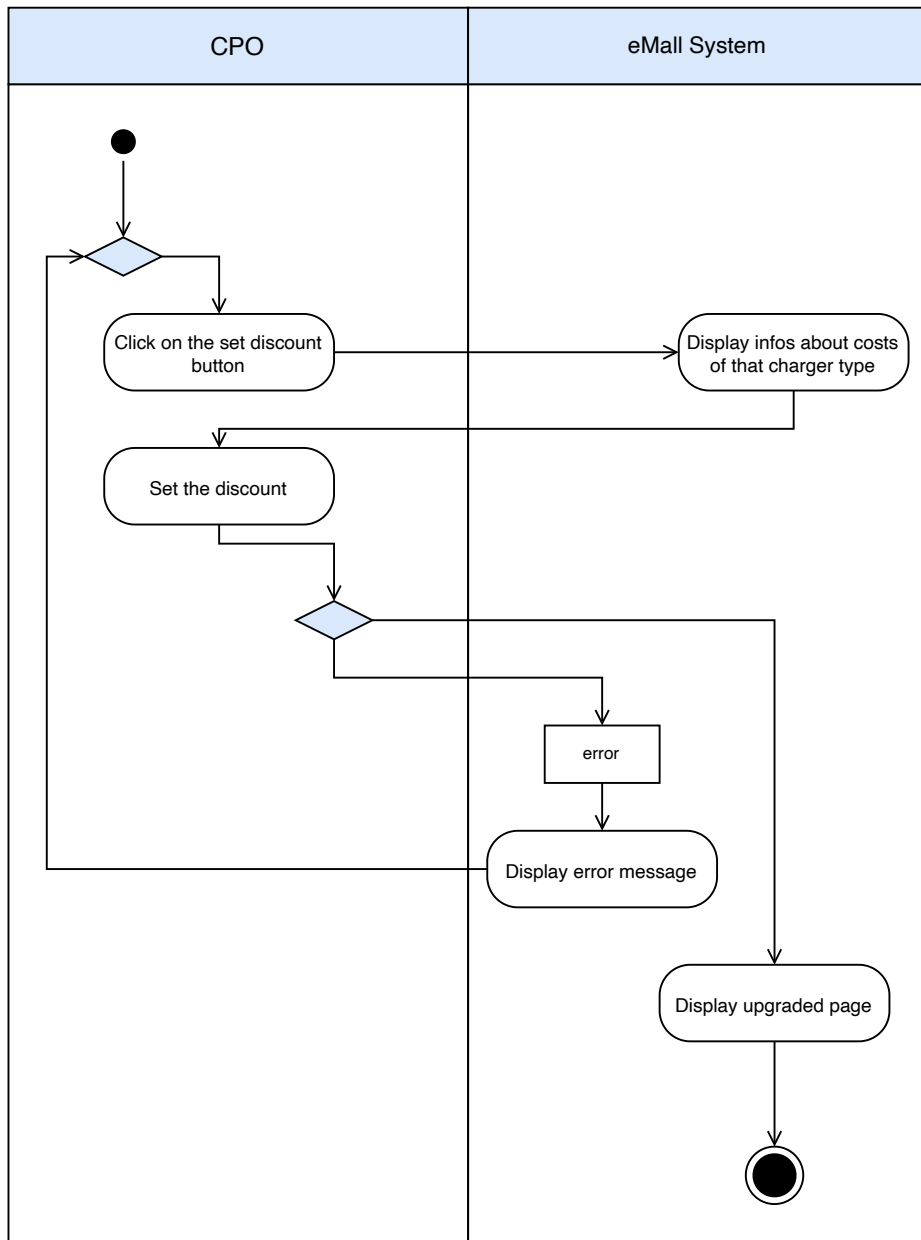 CPO
eMall System
Click on the set discount
button
Display infos about costs
of that charger type
Set the discount
error
Display error message
Display upgraded page